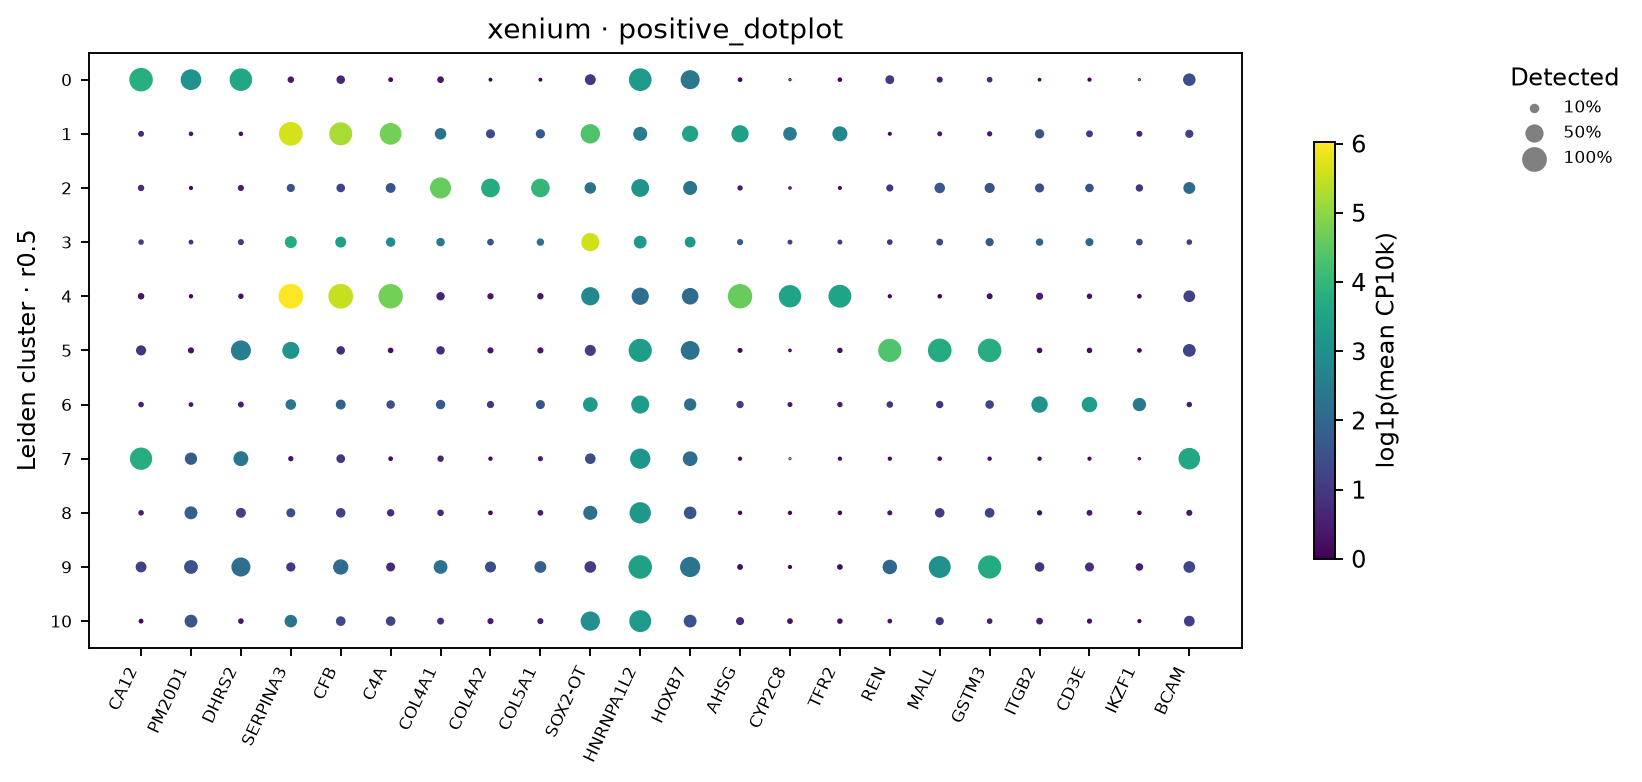 xenium · positive_dotplot
Leiden cluster · r0.5
0
1
2
3
4
5
6
7
8
9
10
CA12
PM20D1
DHRS2
SERPINA3
CFB
C4A
COL4A1
COL4A2
COL5A1
SOX2-OT
HNRNPA1L2
HOXB7
AHSG
CYP2C8
TFR2
REN
MALL
GSTM3
ITGB2
CD3E
IKZF1
BCAM
6
5
4
3
2
1
0
log1p(mean CP10k)
Detected
10%
50%
100%